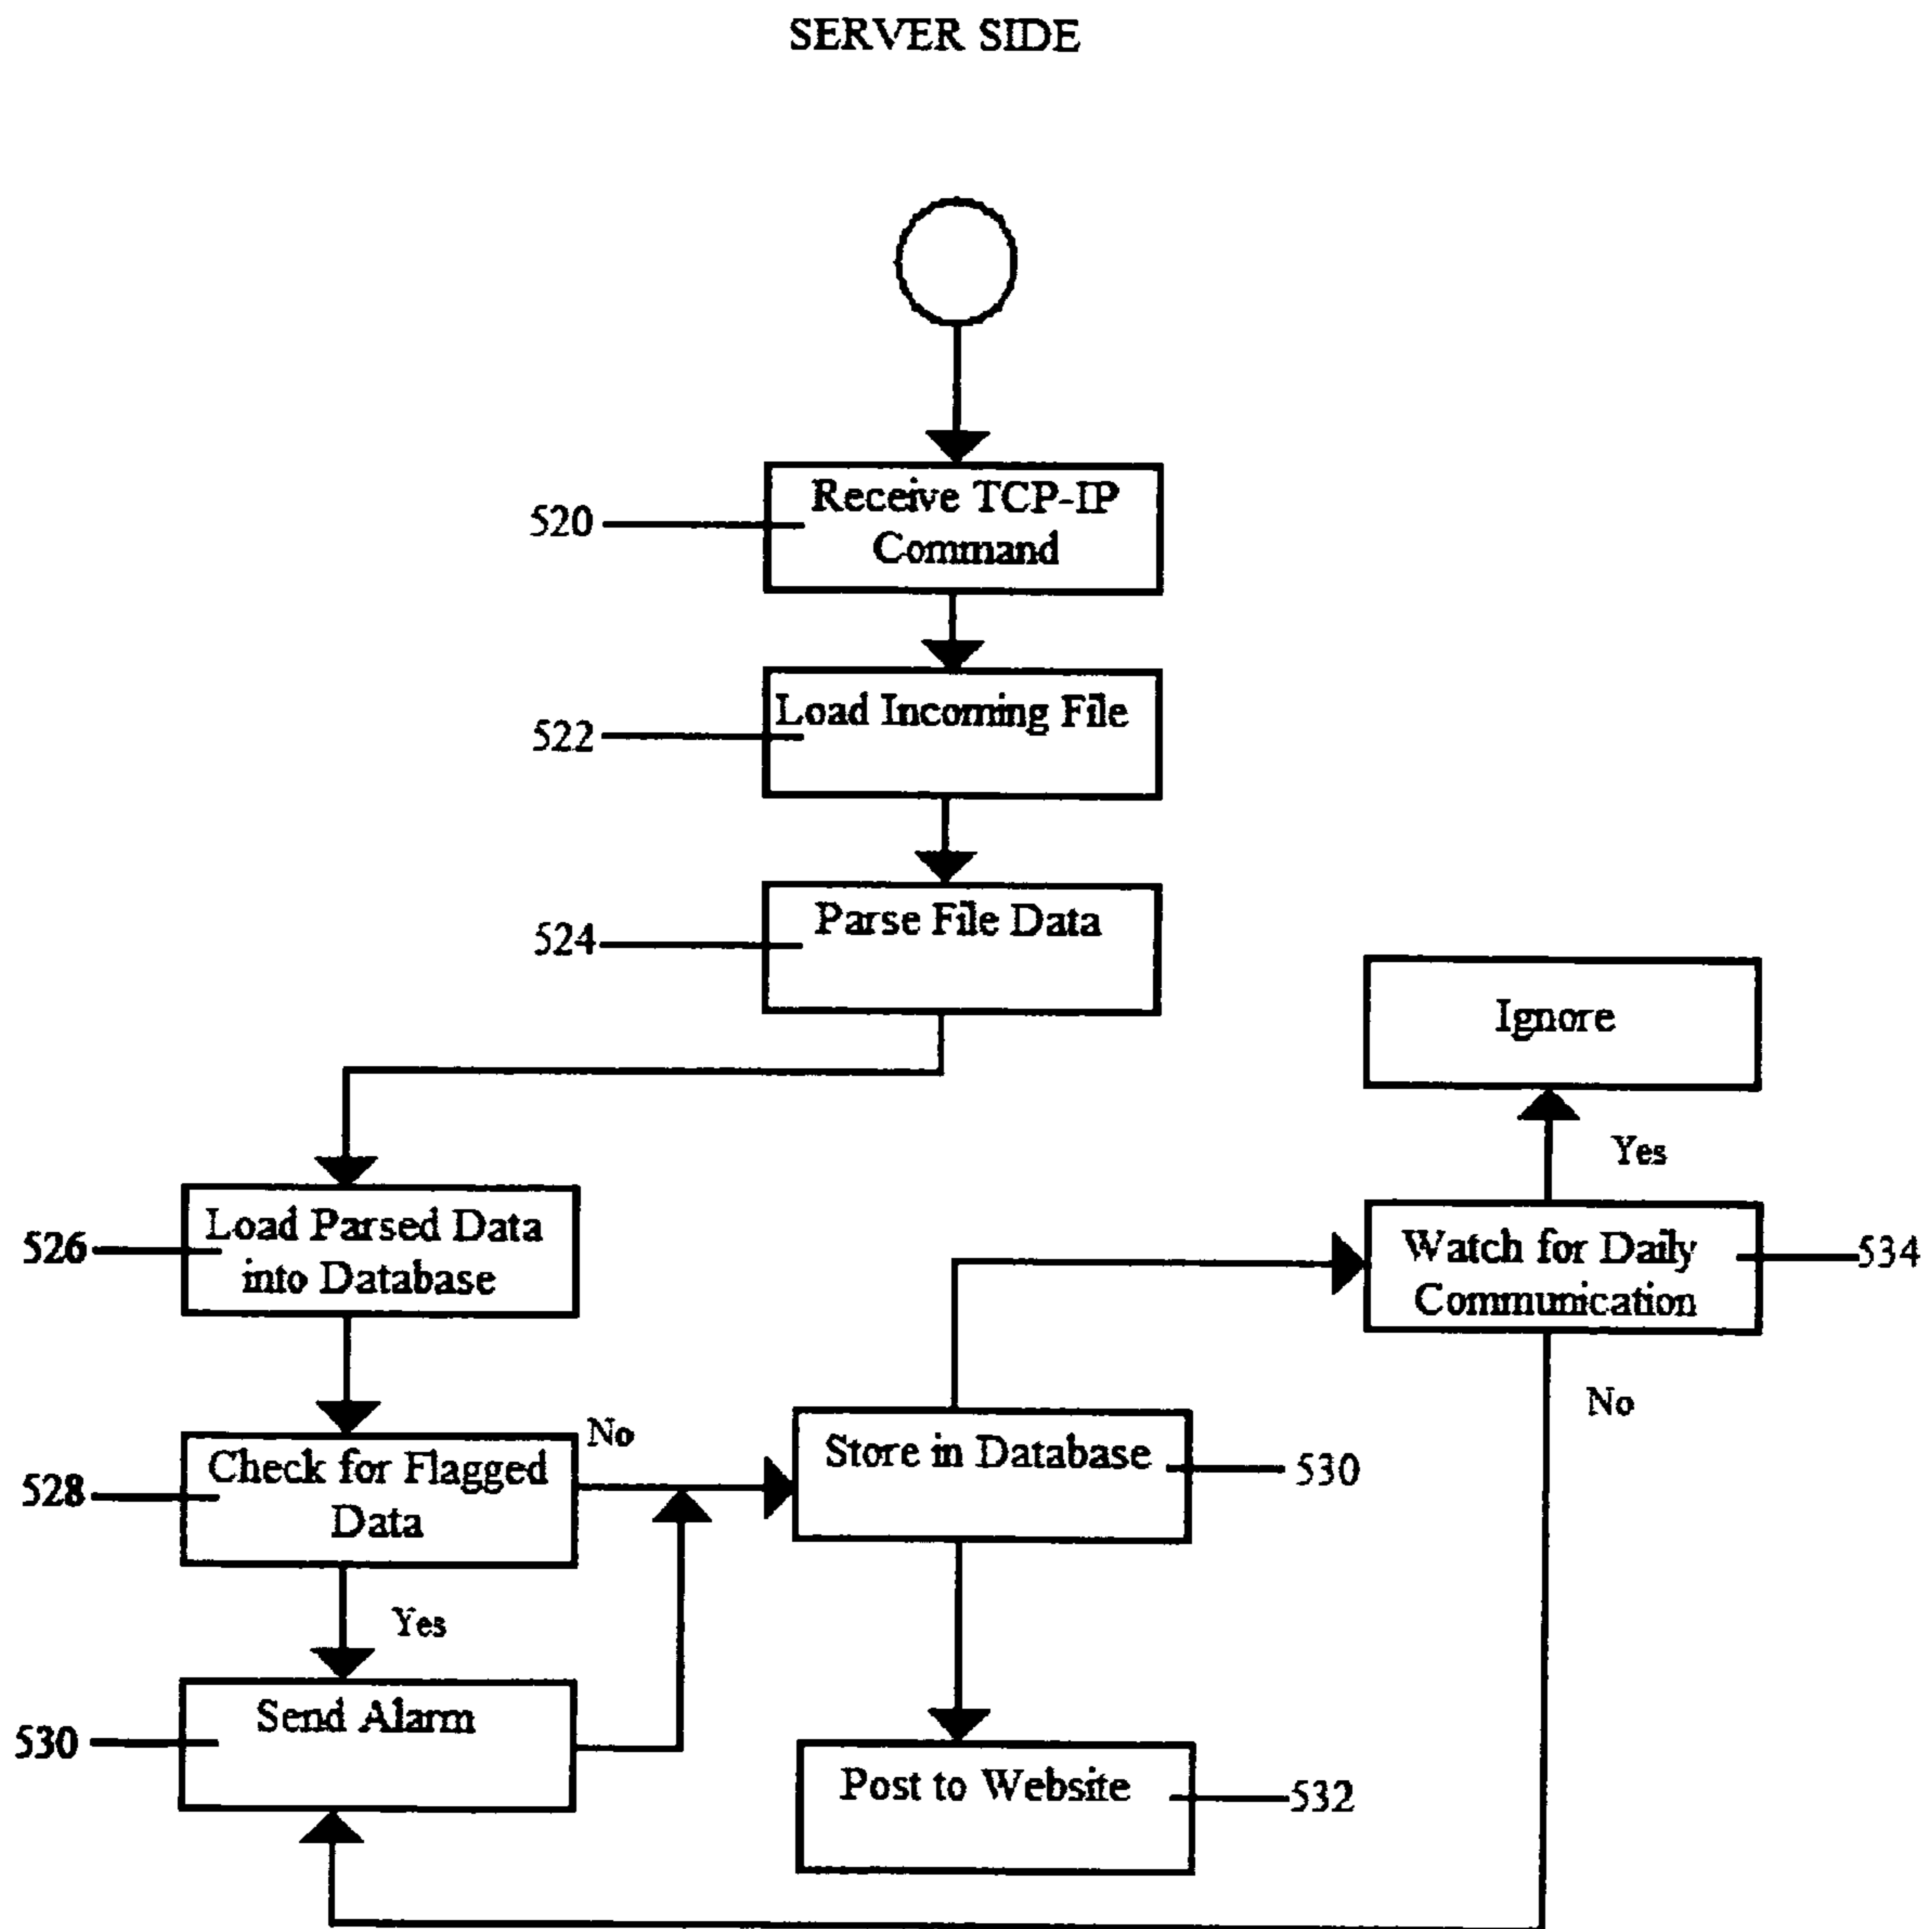 SERVER SIDE
520
Receive TCP-IP
Command
522
Load Incoming File
524
Parse File Data
Ignore
Yes
526
Load Parsed Data
into Database
Watch for Daily
Communication
534
No
528
Check for Flagged
Data
No
Store in Database
530
Yes
530
Send Alarm
Post to Website
532